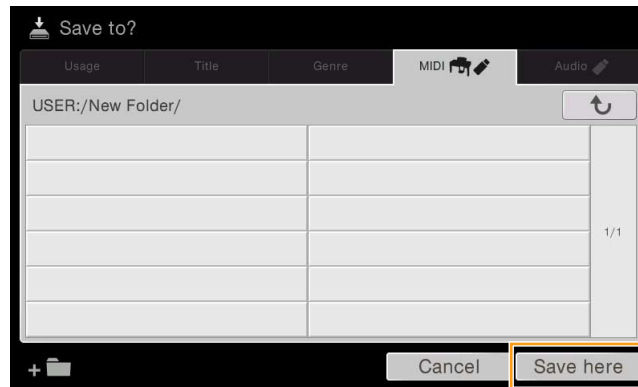 Save to?
Usage Title Genre MIDI Audio
USER:/New Folder/
1/1
+ Cancel Save here